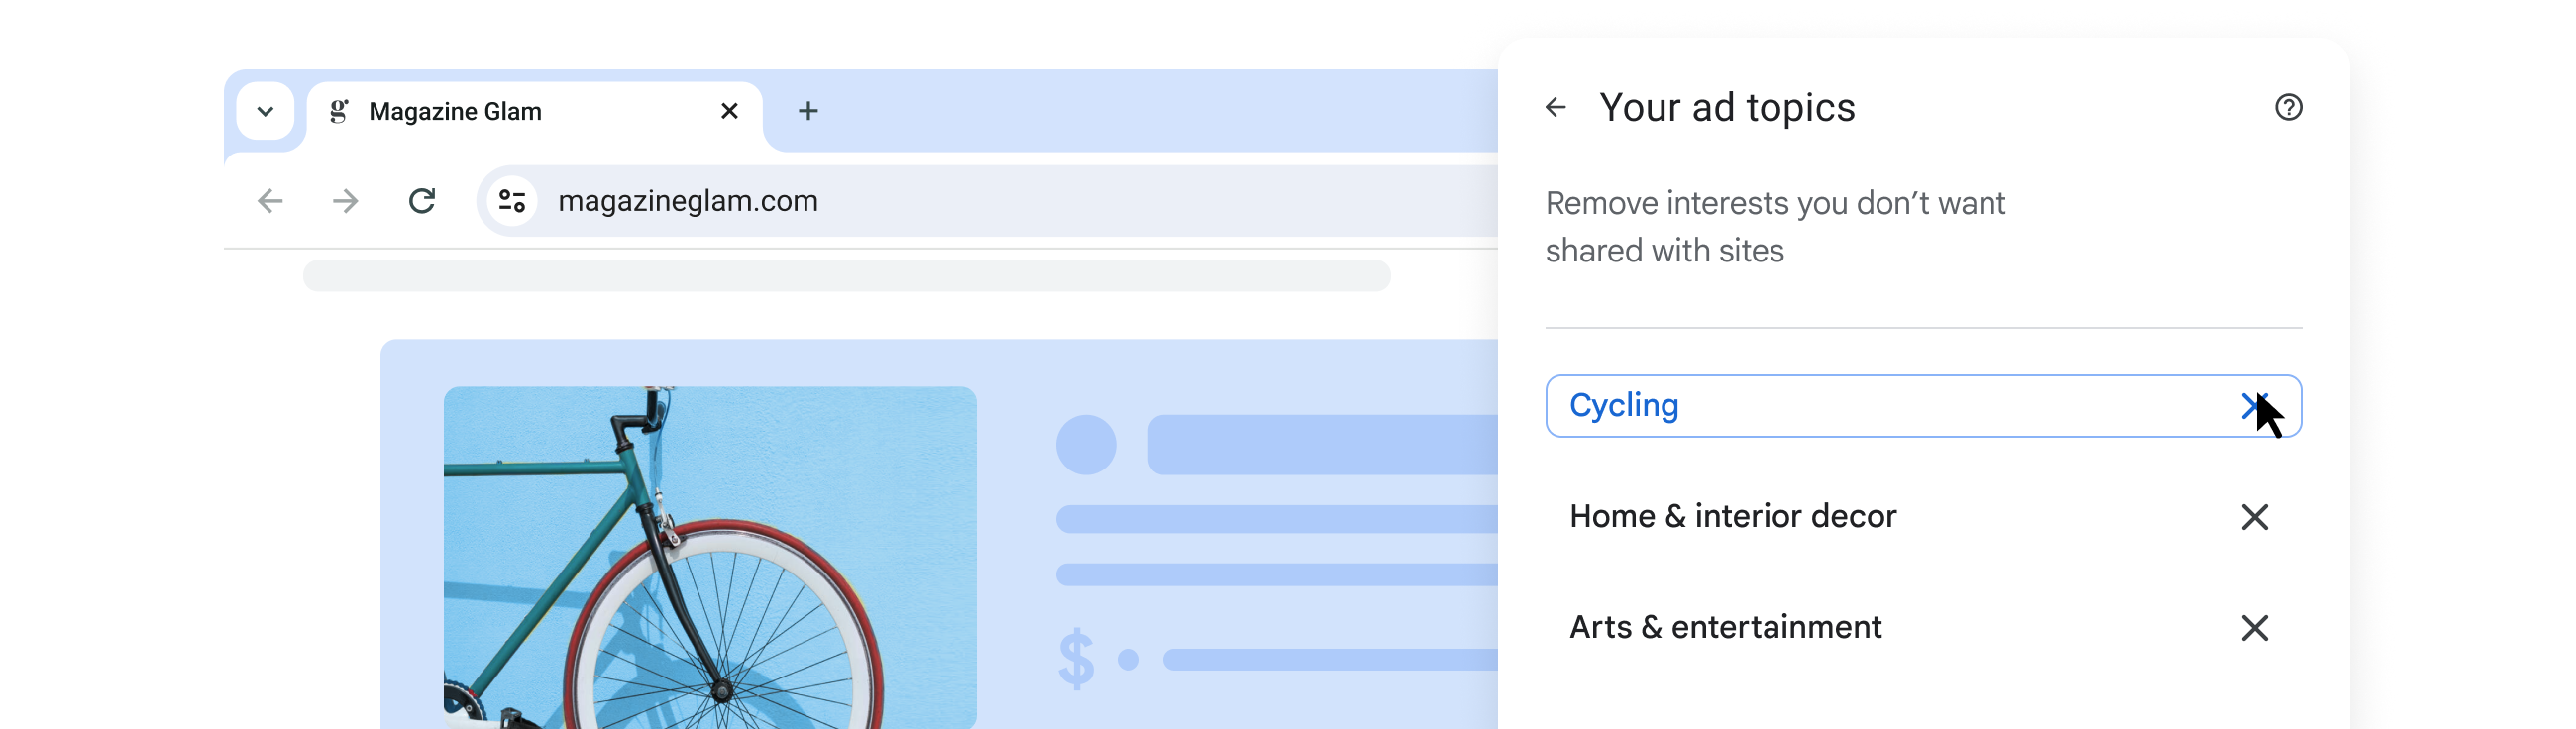 Magazine Glam
magazineglam.com
$
Your ad topics
Remove interests you don’t want
shared with sites
Cycling
Home & interior decor
Arts & entertainment